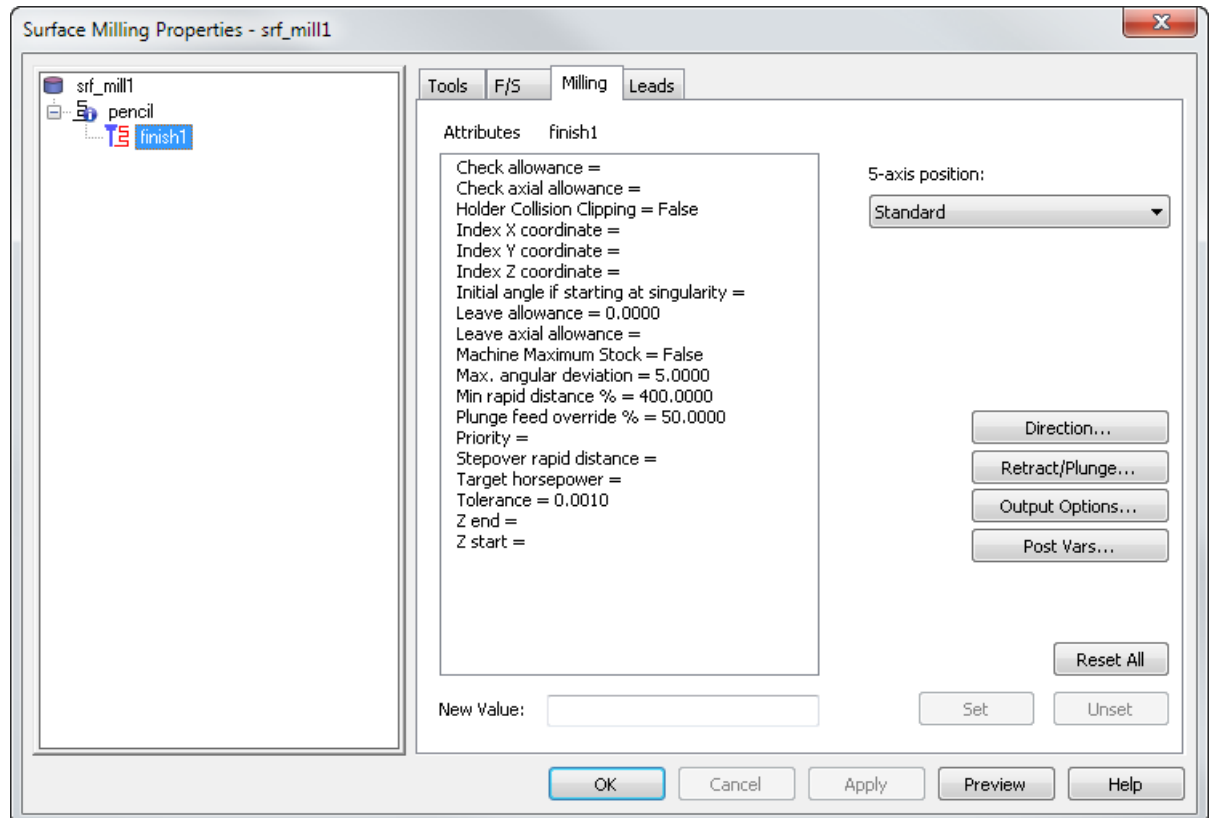 Surface Milling Properties - srf_mill1
srf_mill1
pencil
finish1
Tools F/S Milling Leads
Attributes finish1
Check allowance =
Check axial allowance =
Holder Collision Clipping = False
Index X coordinate =
Index Y coordinate =
Index Z coordinate =
Initial angle if starting at singularity =
Leave allowance = 0.0000
Leave axial allowance =
Machine Maximum Stock = False
Max. angular deviation = 5.0000
Min rapid distance % = 400.0000
Plunge feed override % = 50.0000
Priority =
Stepover rapid distance =
Target horsepower =
Tolerance = 0.0010
Z end =
Z start =
5-axis position:
Standard
Direction...
Retract/Plunge...
Output Options...
Post Vars...
Reset All
New Value: Set Unset
OK Cancel Apply Preview Help